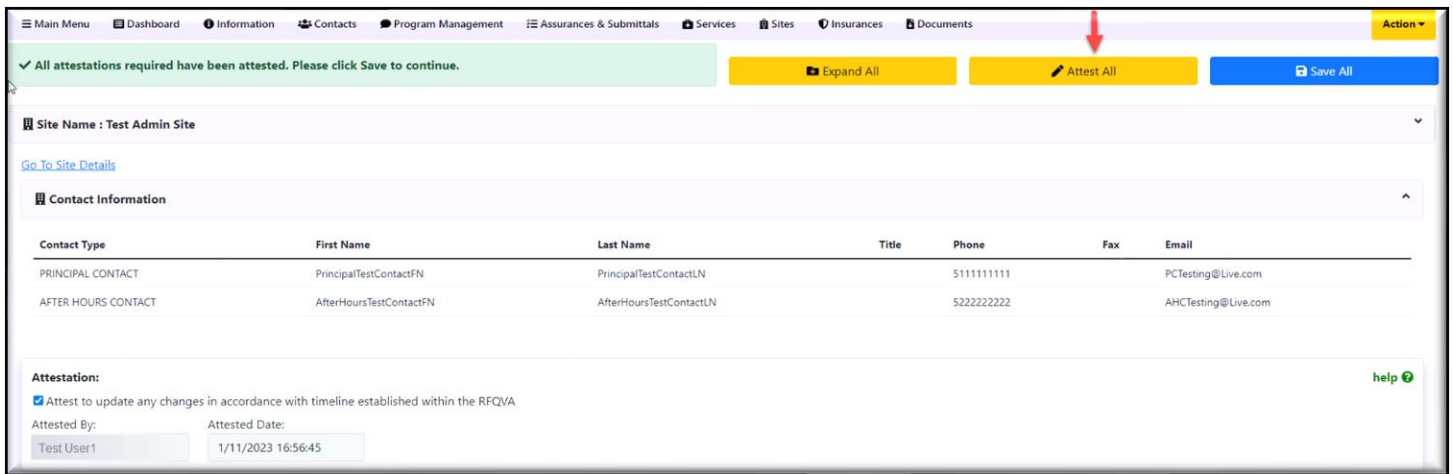 Main Menu Dashboard Information Contacts Program Management Assurances & Submittals Services Sites Insurances Documents Action
All attestations required have been attested. Please click Save to continue. Expand All Attest All Save All
Site Name : Test Admin Site
Go To Site Details
Contact Information
Contact Type First Name Last Name Title Phone Fax Email
PRINCIPAL CONTACT PrincipalTestContactFN PrincipalTestContactLN 5111111111 PCTesting@Live.com
AFTER HOURS CONTACT AfterHoursTestContactFN AfterHoursTestContactLN 5222222222 AHCTesting@Live.com
Attestation: help
Attest to update any changes in accordance with timeline established within the RFQVA
Attested By: Attested Date:
Test User1 1/11/2023 16:56:45